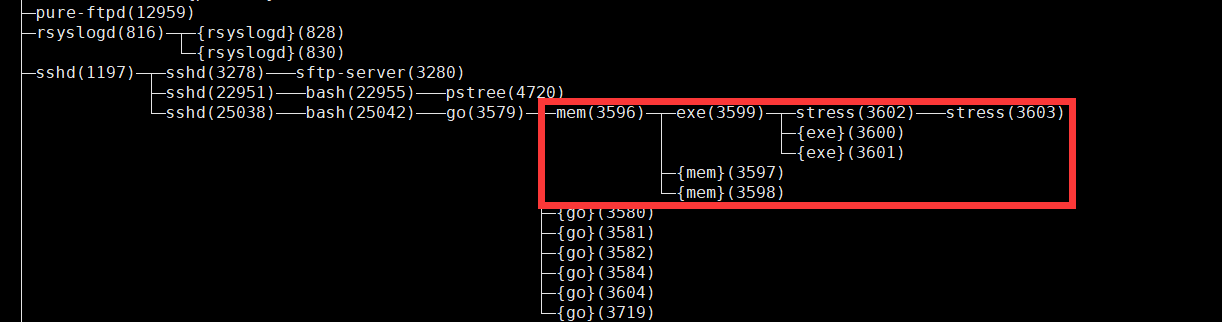 ─pure-ftpd(12959)
─rsyslogd(816)─┬─{rsyslogd}(828)
└─{rsyslogd}(830)
─sshd(1197)─┬─sshd(3278)───sftp-server(3280)
├─sshd(22951)───bash(22955)───pstree(4720)
└─sshd(25038)───bash(25042)───go(3579)─┬─mem(3596)─┬─exe(3599)─┬─stress(3602)───stress(3603)
├─{exe}(3600)
└─{exe}(3601)
├─{mem}(3597)
└─{mem}(3598)
├─{go}(3580)
├─{go}(3581)
├─{go}(3582)
├─{go}(3584)
├─{go}(3604)
└─{go}(3719)